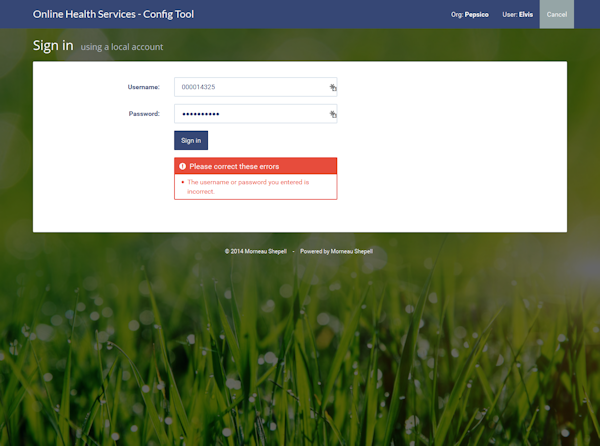 Online Health Services - Config Tool
Org: Pepsico
User: Elvis
Cancel
Sign in using a local account
Username: 000014325
Password: ••••••••••
Sign in
Please correct these errors
• The username or password you entered is
incorrect.
© 2014 Morneau Shepell – Powered by Morneau Shepell